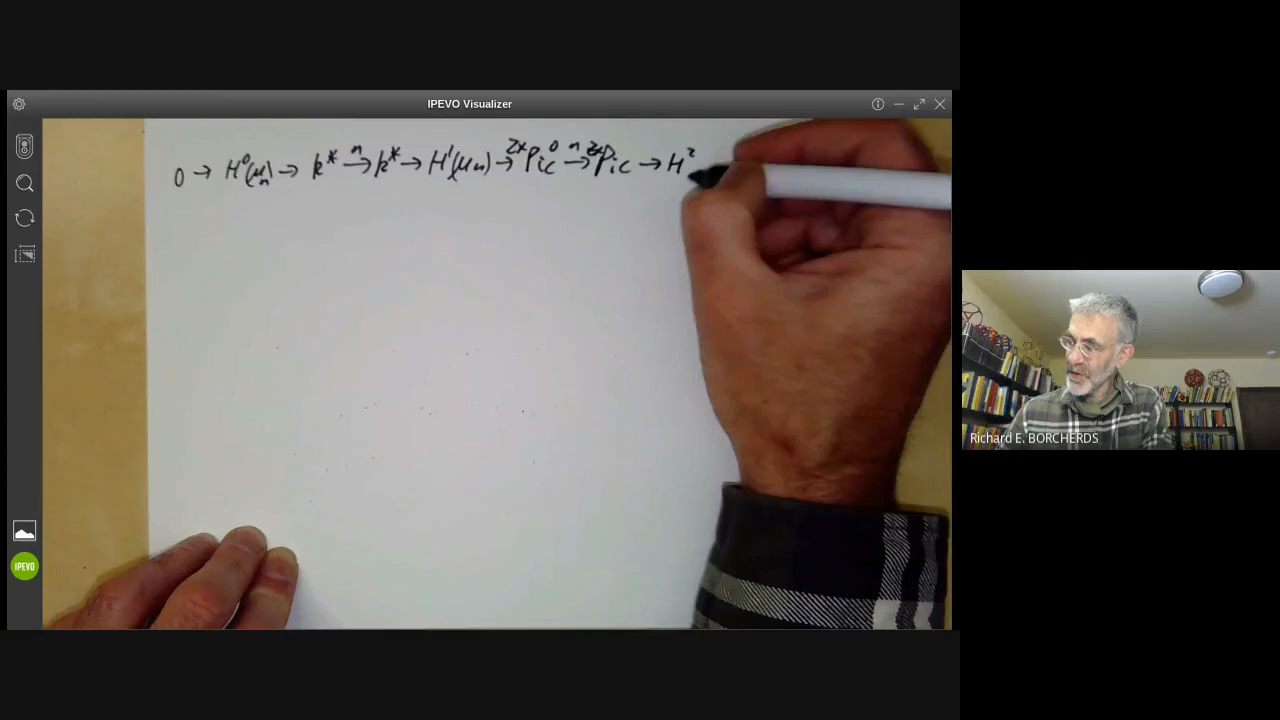 IPEVO Visualizer
0 → H⁰(μₙ) → k* →ⁿ k* → H¹(μₙ) → Z×Pic⁰ →ⁿ Z×Pic → H²
IPEVO
Richard E. BORCHERDS